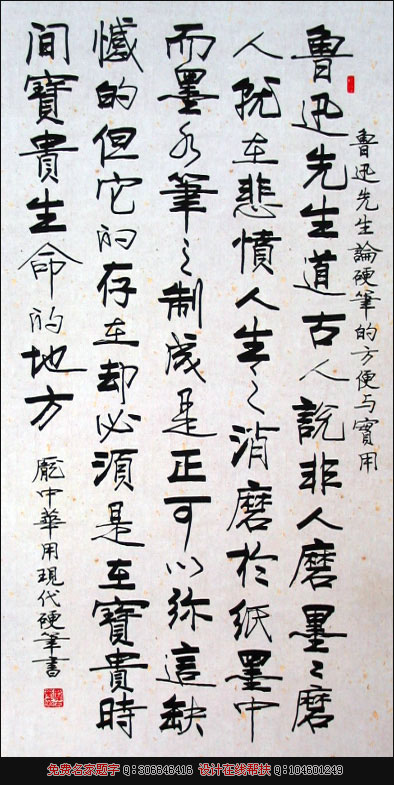 魯迅先生論硬筆的方便与實用
魯迅先生道古人說非人磨墨〻磨
人就在悲憤人生之消磨於紙墨中
而墨水筆之制成是正可以弥這缺
憾的但它的存在却必須是在寶貴時
間寶貴生命的地方
龐中華用現代硬筆書
免费名家题字 Q:306646416 设计在线帮扶 Q:104601249